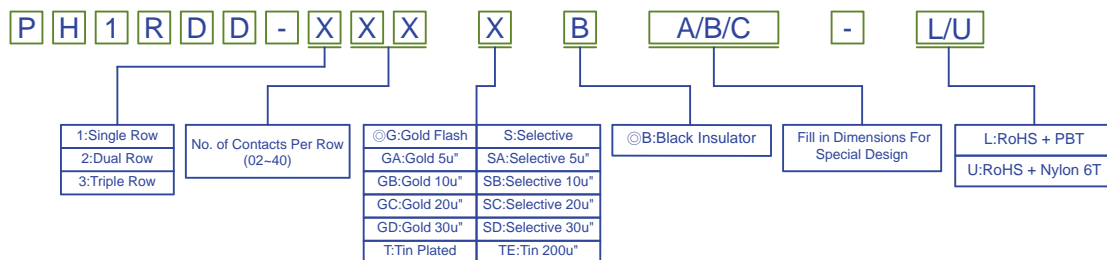 P H 1 R D D - X X X X B A/B/C - L/U
1:Single Row
2:Dual Row
3:Triple Row
No. of Contacts Per Row
(02~40)
◎G:Gold Flash S:Selective
GA:Gold 5u" SA:Selective 5u"
GB:Gold 10u" SB:Selective 10u"
GC:Gold 20u" SC:Selective 20u"
GD:Gold 30u" SD:Selective 30u"
T:Tin Plated TE:Tin 200u"
◎B:Black Insulator
Fill in Dimensions For
Special Design
L:RoHS + PBT
U:RoHS + Nylon 6T